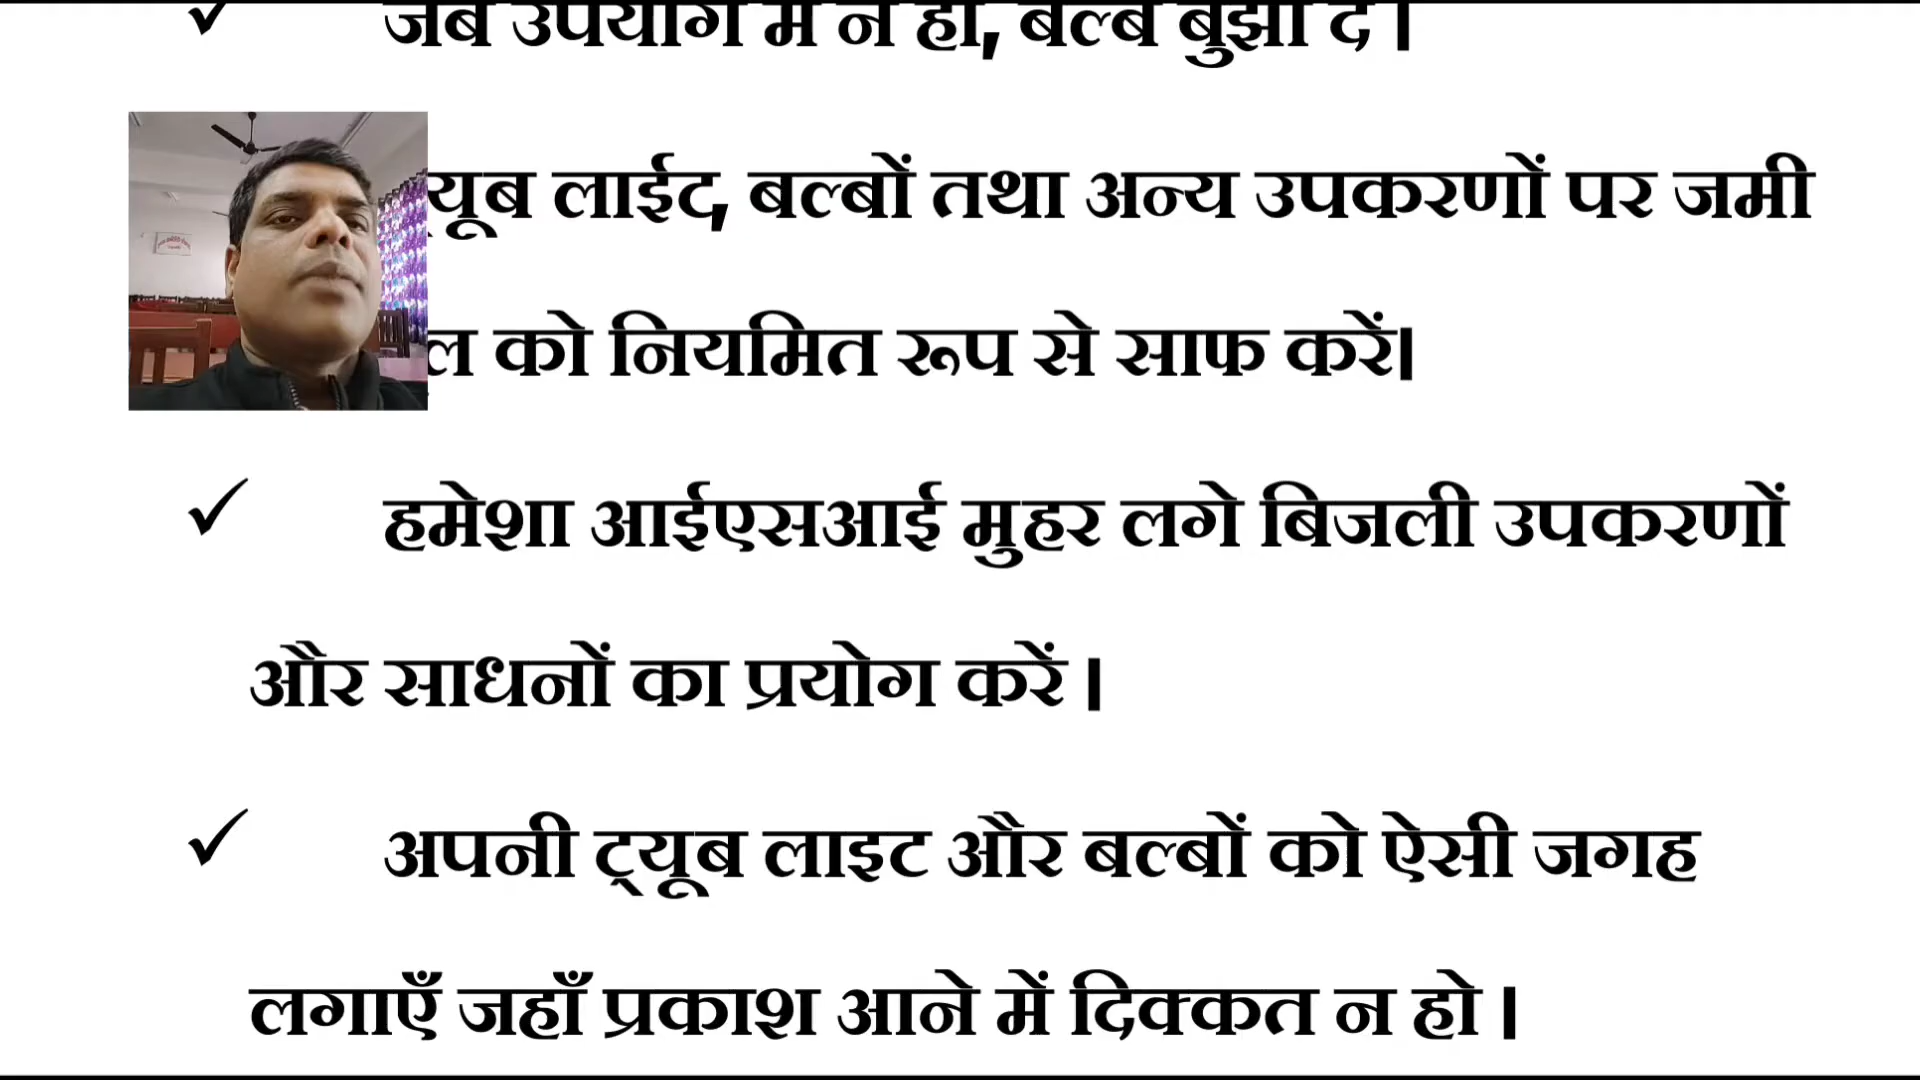 जब उपयोग में न हो, बल्ब बुझा दें ।
लाईट, बल्बों तथा अन्य उपकरणों पर जमी
को नियमित रूप से साफ करें।
हमेशा आईएसआई मुहर लगे बिजली उपकरणों
और साधनों का प्रयोग करें ।
अपनी ट्यूब लाइट और बल्बों को ऐसी जगह
लगाएँ जहाँ प्रकाश आने में दिक्कत न हो ।